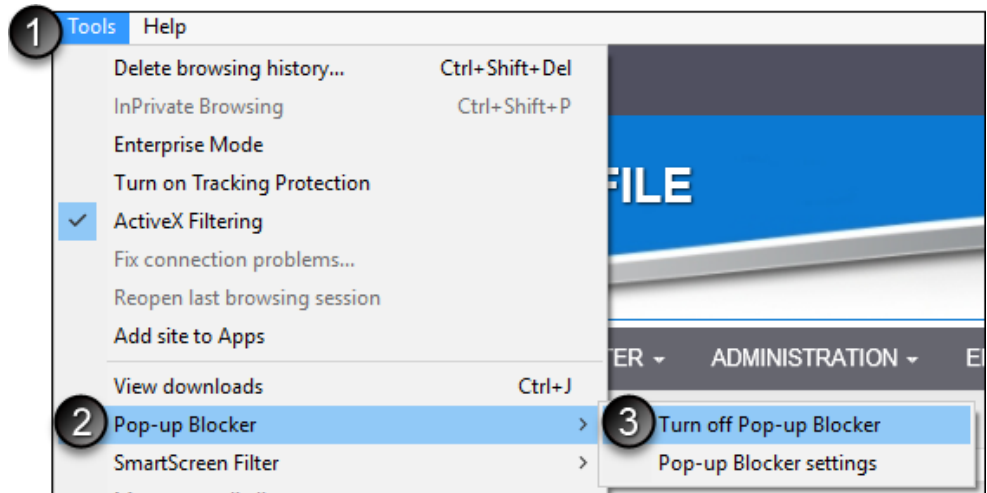 1 Tools Help
Delete browsing history... Ctrl+Shift+Del
InPrivate Browsing Ctrl+Shift+P
Enterprise Mode
Turn on Tracking Protection
FILE
ActiveX Filtering
Fix connection problems...
Reopen last browsing session
Add site to Apps
TER ADMINISTRATION E
View downloads Ctrl+J
2 Pop-up Blocker 3 Turn off Pop-up Blocker
SmartScreen Filter Pop-up Blocker settings